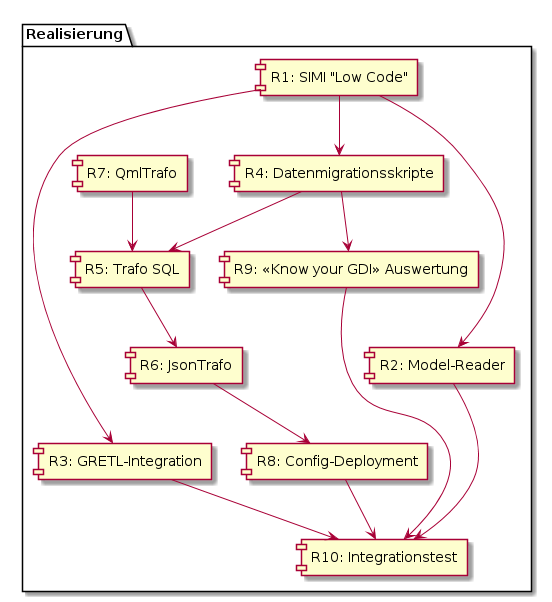 Realisierung
R1: SIMI "Low Code"
R7: QmlTrafo
R4: Datenmigrationsskripte
R5: Trafo SQL
R9: «Know your GDI» Auswertung
R6: JsonTrafo
R2: Model-Reader
R3: GRETL-Integration
R8: Config-Deployment
R10: Integrationstest